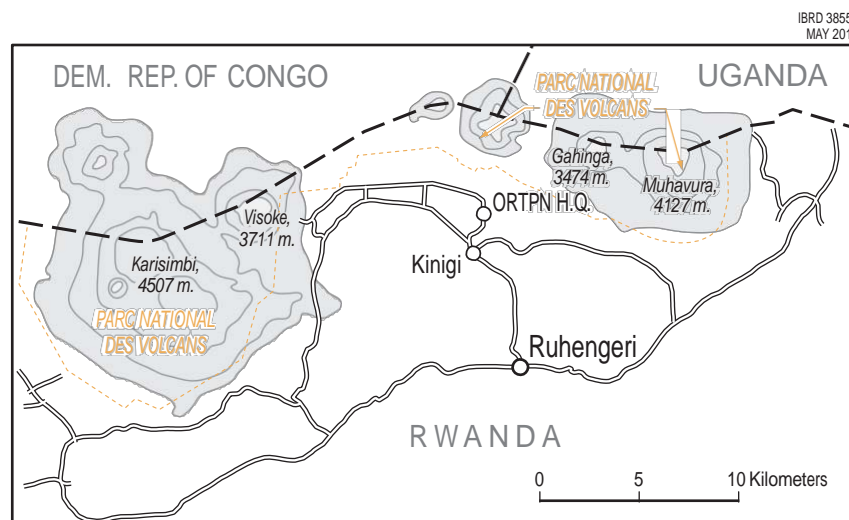 IBRD 3855
MAY 201
DEM. REP. OF CONGO
PARC NATIONAL
DES VOLCANS
UGANDA
Gahinga,
3474 m.
Muhavura,
4127 m.
Visoke,
3711 m.
ORTPN H.Q.
Karisimbi,
4507 m.
Kinigi
PARC NATIONAL
DES VOLCANS
Ruhengeri
RWANDA
0 5 10 Kilometers